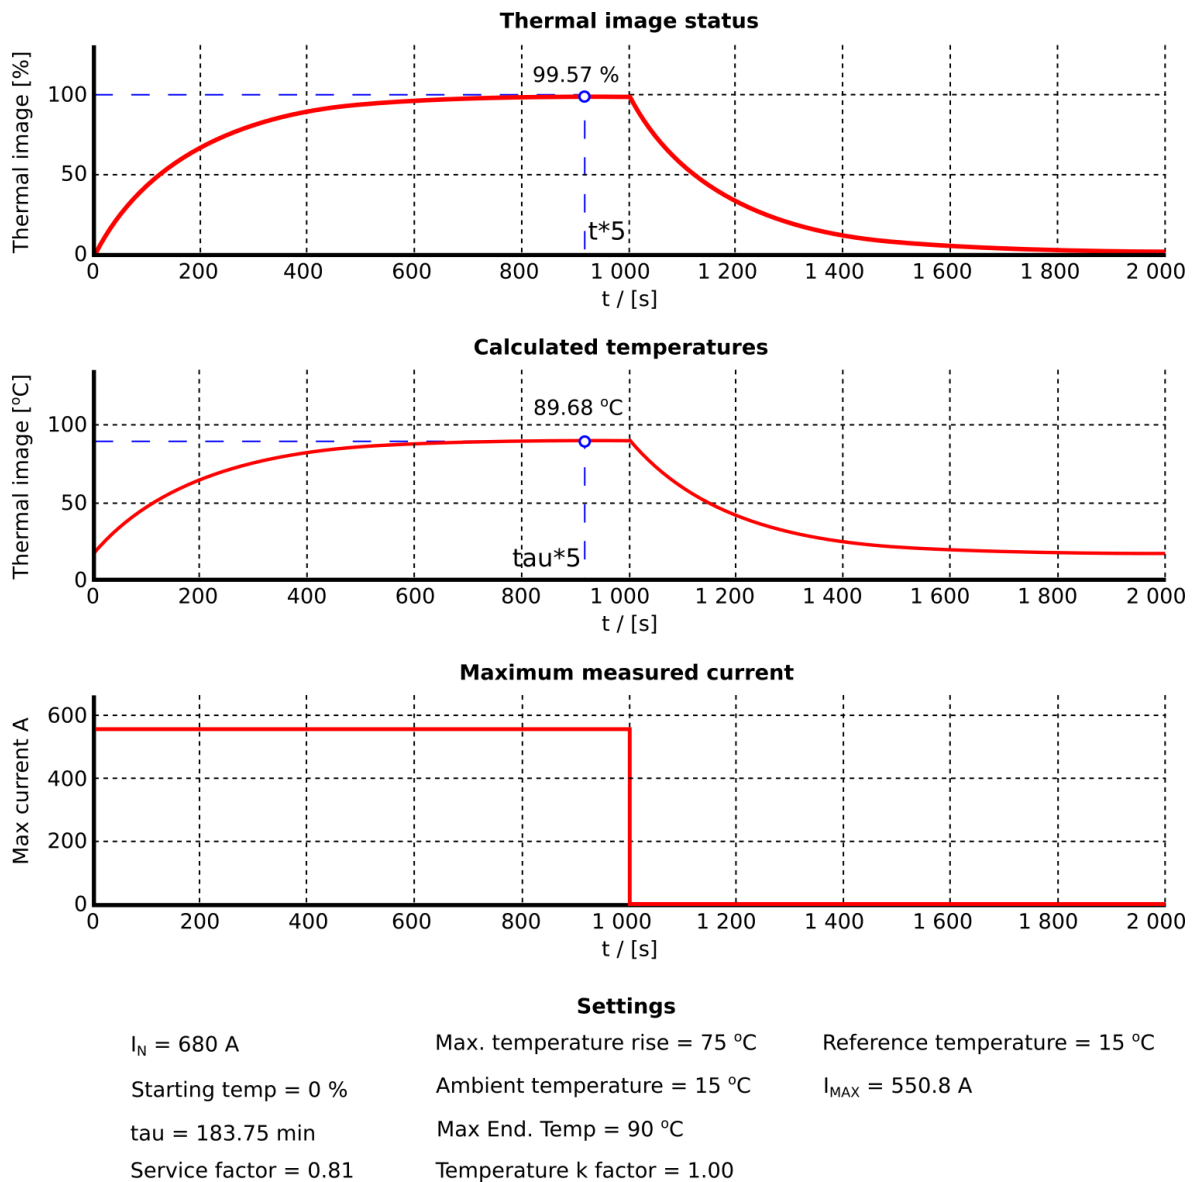 Thermal image status
Thermal image [%]
99.57 %
100
50
0
t*5
0 200 400 600 800 1 000 1 200 1 400 1 600 1 800 2 000
t / [s]
Calculated temperatures
Thermal image [ºC]
89.68 ºC
100
50
0
tau*5
0 200 400 600 800 1 000 1 200 1 400 1 600 1 800 2 000
t / [s]
Maximum measured current
Max current A
600
400
200
0
0 200 400 600 800 1 000 1 200 1 400 1 600 1 800 2 000
t / [s]
Settings
I_N = 680 A Max. temperature rise = 75 ºC Reference temperature = 15 ºC
Starting temp = 0 % Ambient temperature = 15 ºC I_MAX = 550.8 A
tau = 183.75 min Max End. Temp = 90 ºC
Service factor = 0.81 Temperature k factor = 1.00